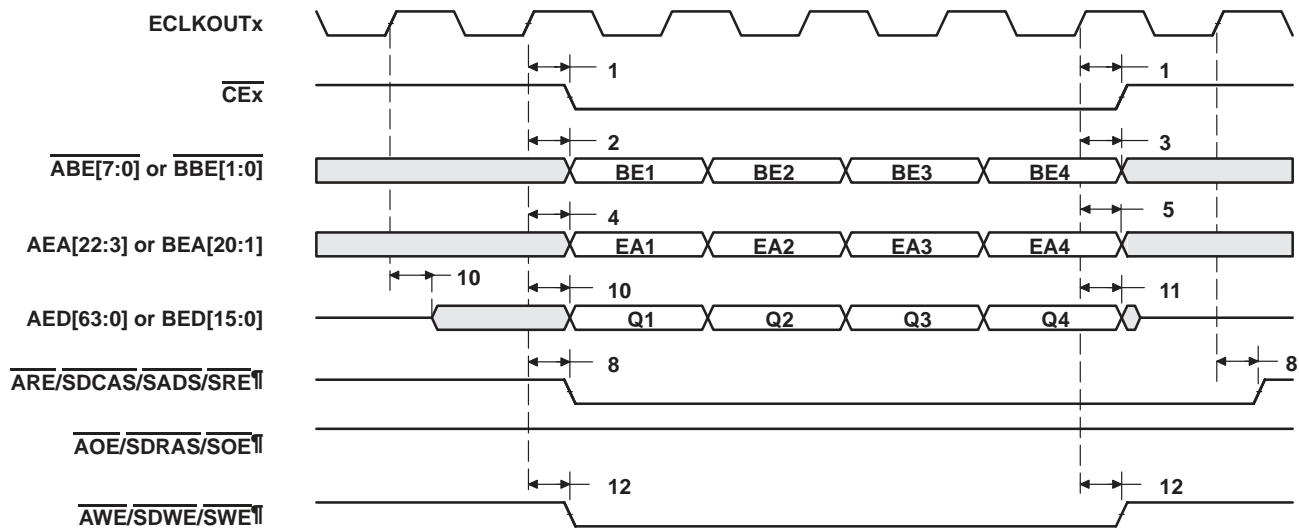 ECLKOUTx
1 1
CEx
2 3
ABE[7:0] or BBE[1:0]
BE1 BE2 BE3 BE4
4 5
AEA[22:3] or BEA[20:1]
EA1 EA2 EA3 EA4
10 10 11
AED[63:0] or BED[15:0]
Q1 Q2 Q3 Q4
8 8
ARE/SDCAS/SADS/SRE¶
AOE/SDRAS/SOE¶
12 12
AWE/SDWE/SWE¶